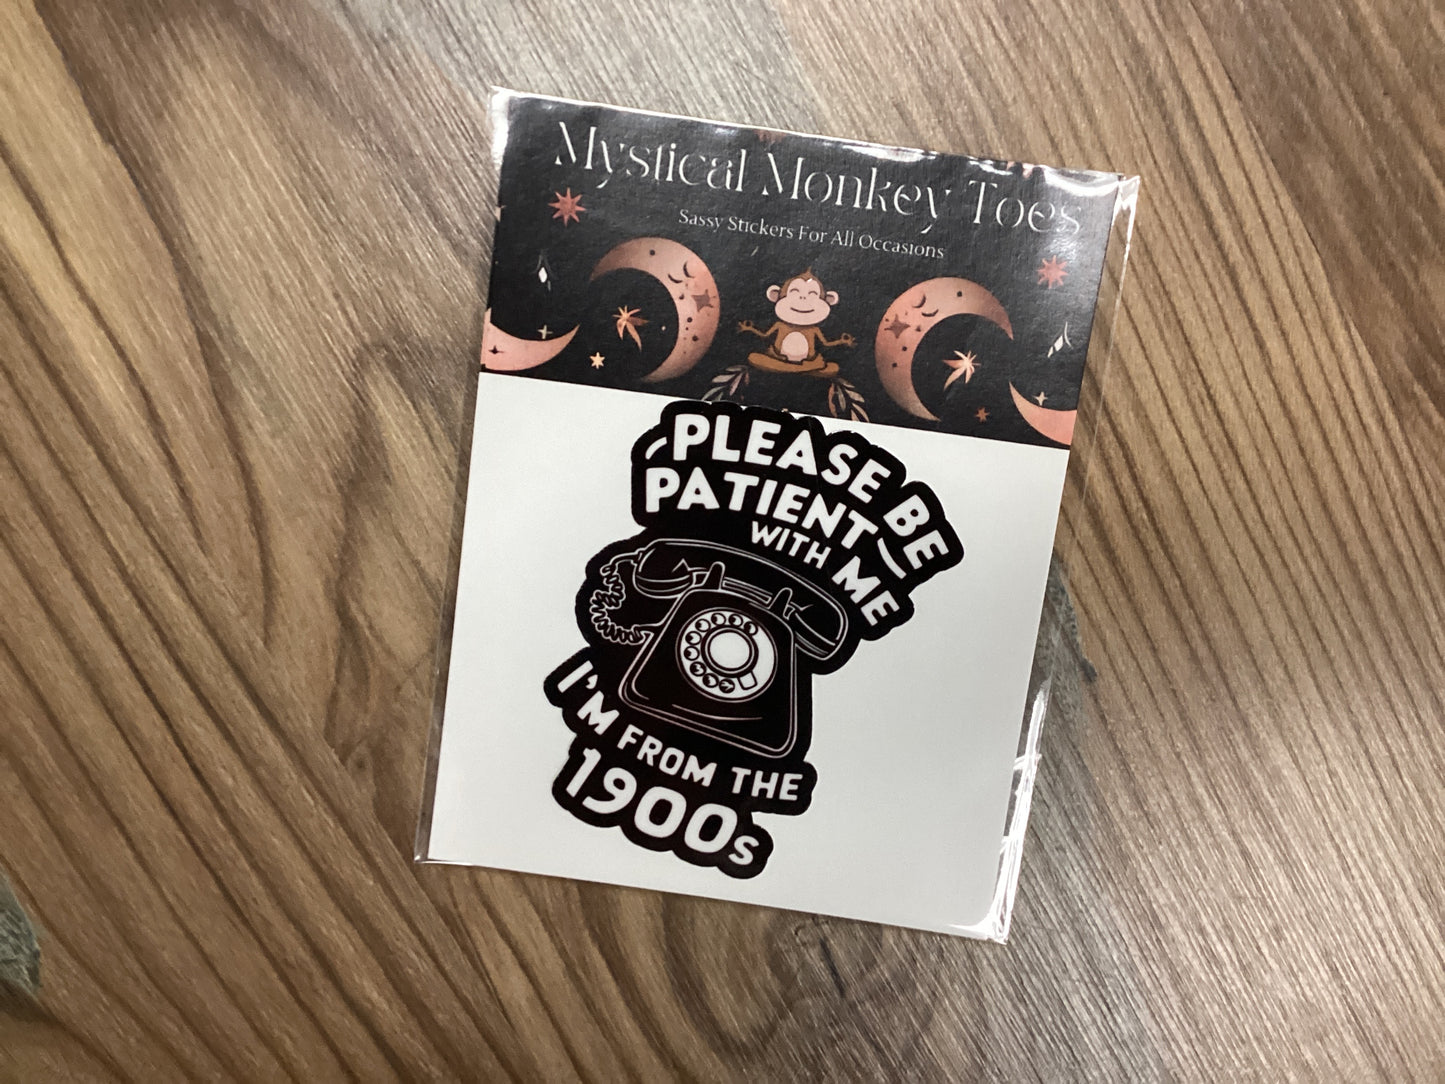 Mystical Monkey Toes
Sassy Stickers For All Occasions
PLEASE BE
PATIENT
WITH ME
I'M FROM THE
1900s